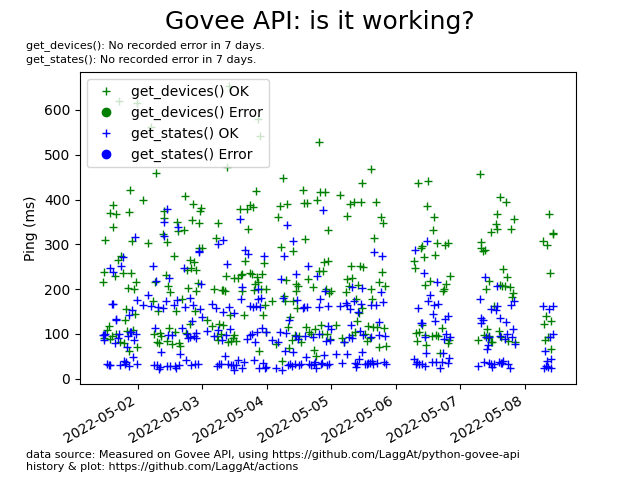 Govee API: is it working?
get_devices(): No recorded error in 7 days.
get_states(): No recorded error in 7 days.
get_devices() OK
get_devices() Error
get_states() OK
get_states() Error
Ping (ms)
600
500
400
300
200
100
0
2022-05-02
2022-05-03
2022-05-04
2022-05-05
2022-05-06
2022-05-07
2022-05-08
data source: Measured on Govee API, using https://github.com/LaggAt/python-govee-api
history & plot: https://github.com/LaggAt/actions